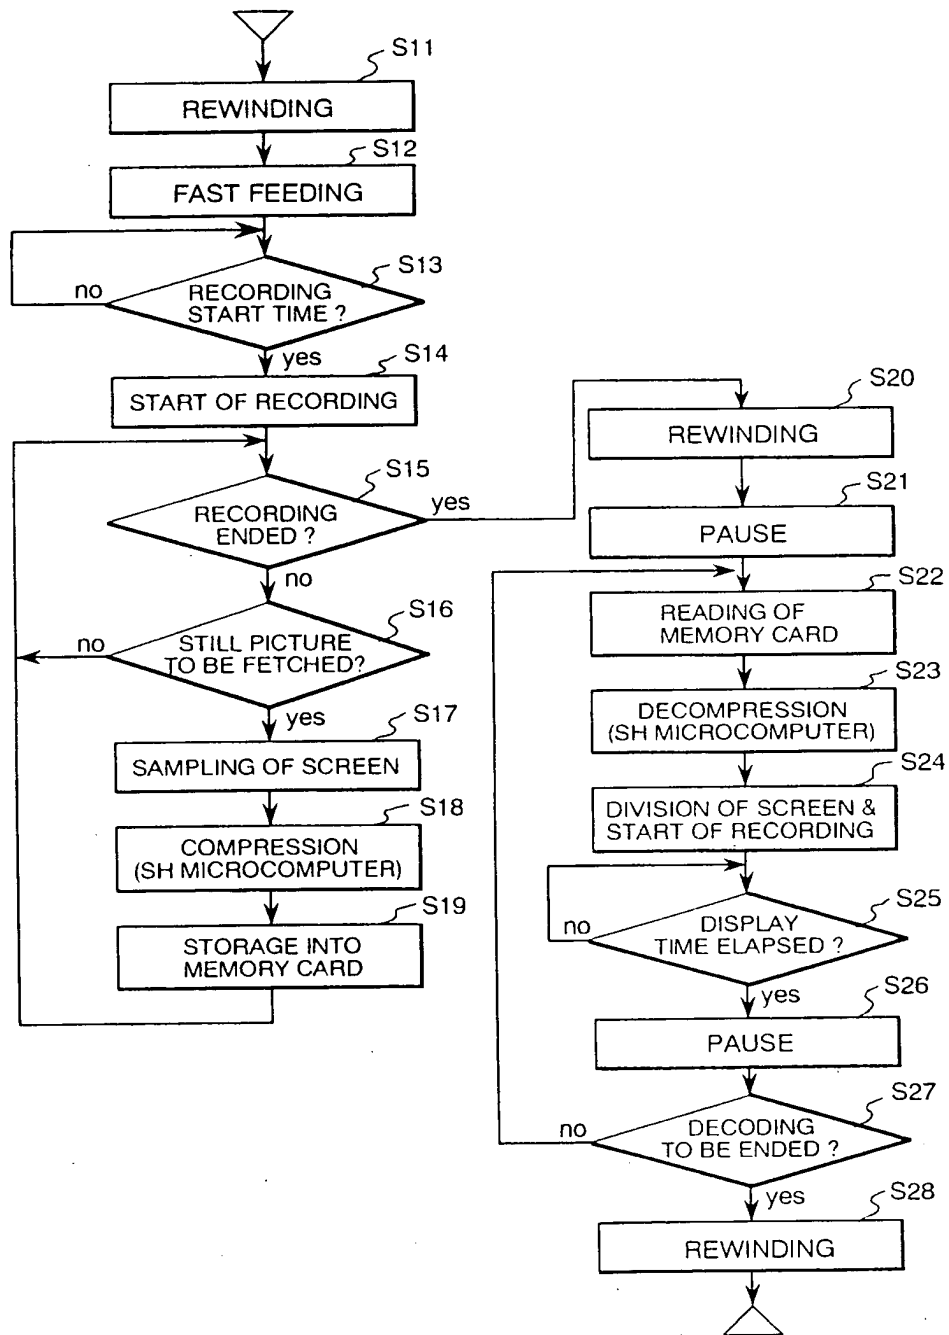 S11
REWINDING
S12
FAST FEEDING
S13
RECORDING
START TIME ?
no
yes
S14
START OF RECORDING
S15
RECORDING
ENDED ?
yes
no
S16
STILL PICTURE
TO BE FETCHED?
no
yes
S17
SAMPLING OF SCREEN
S18
COMPRESSION
(SH MICROCOMPUTER)
S19
STORAGE INTO
MEMORY CARD
S20
REWINDING
S21
PAUSE
S22
READING OF
MEMORY CARD
S23
DECOMPRESSION
(SH MICROCOMPUTER)
S24
DIVISION OF SCREEN &
START OF RECORDING
S25
DISPLAY
TIME ELAPSED ?
no
yes
S26
PAUSE
S27
DECODING
TO BE ENDED ?
no
yes
S28
REWINDING